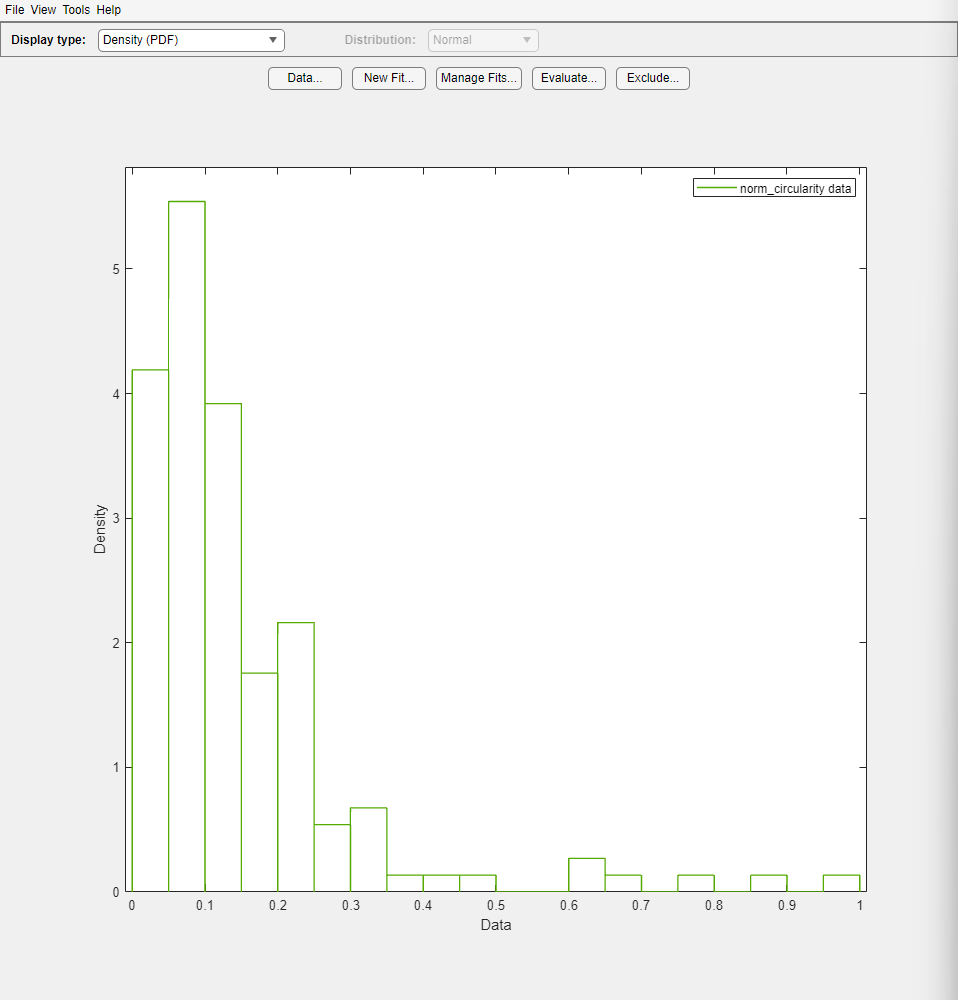 File View Tools Help
Display type: Density (PDF) Distribution: Normal
Data... New Fit... Manage Fits... Evaluate... Exclude...
norm_circularity data
5
4
3
2
1
0
Density
0 0.1 0.2 0.3 0.4 0.5 0.6 0.7 0.8 0.9 1
Data